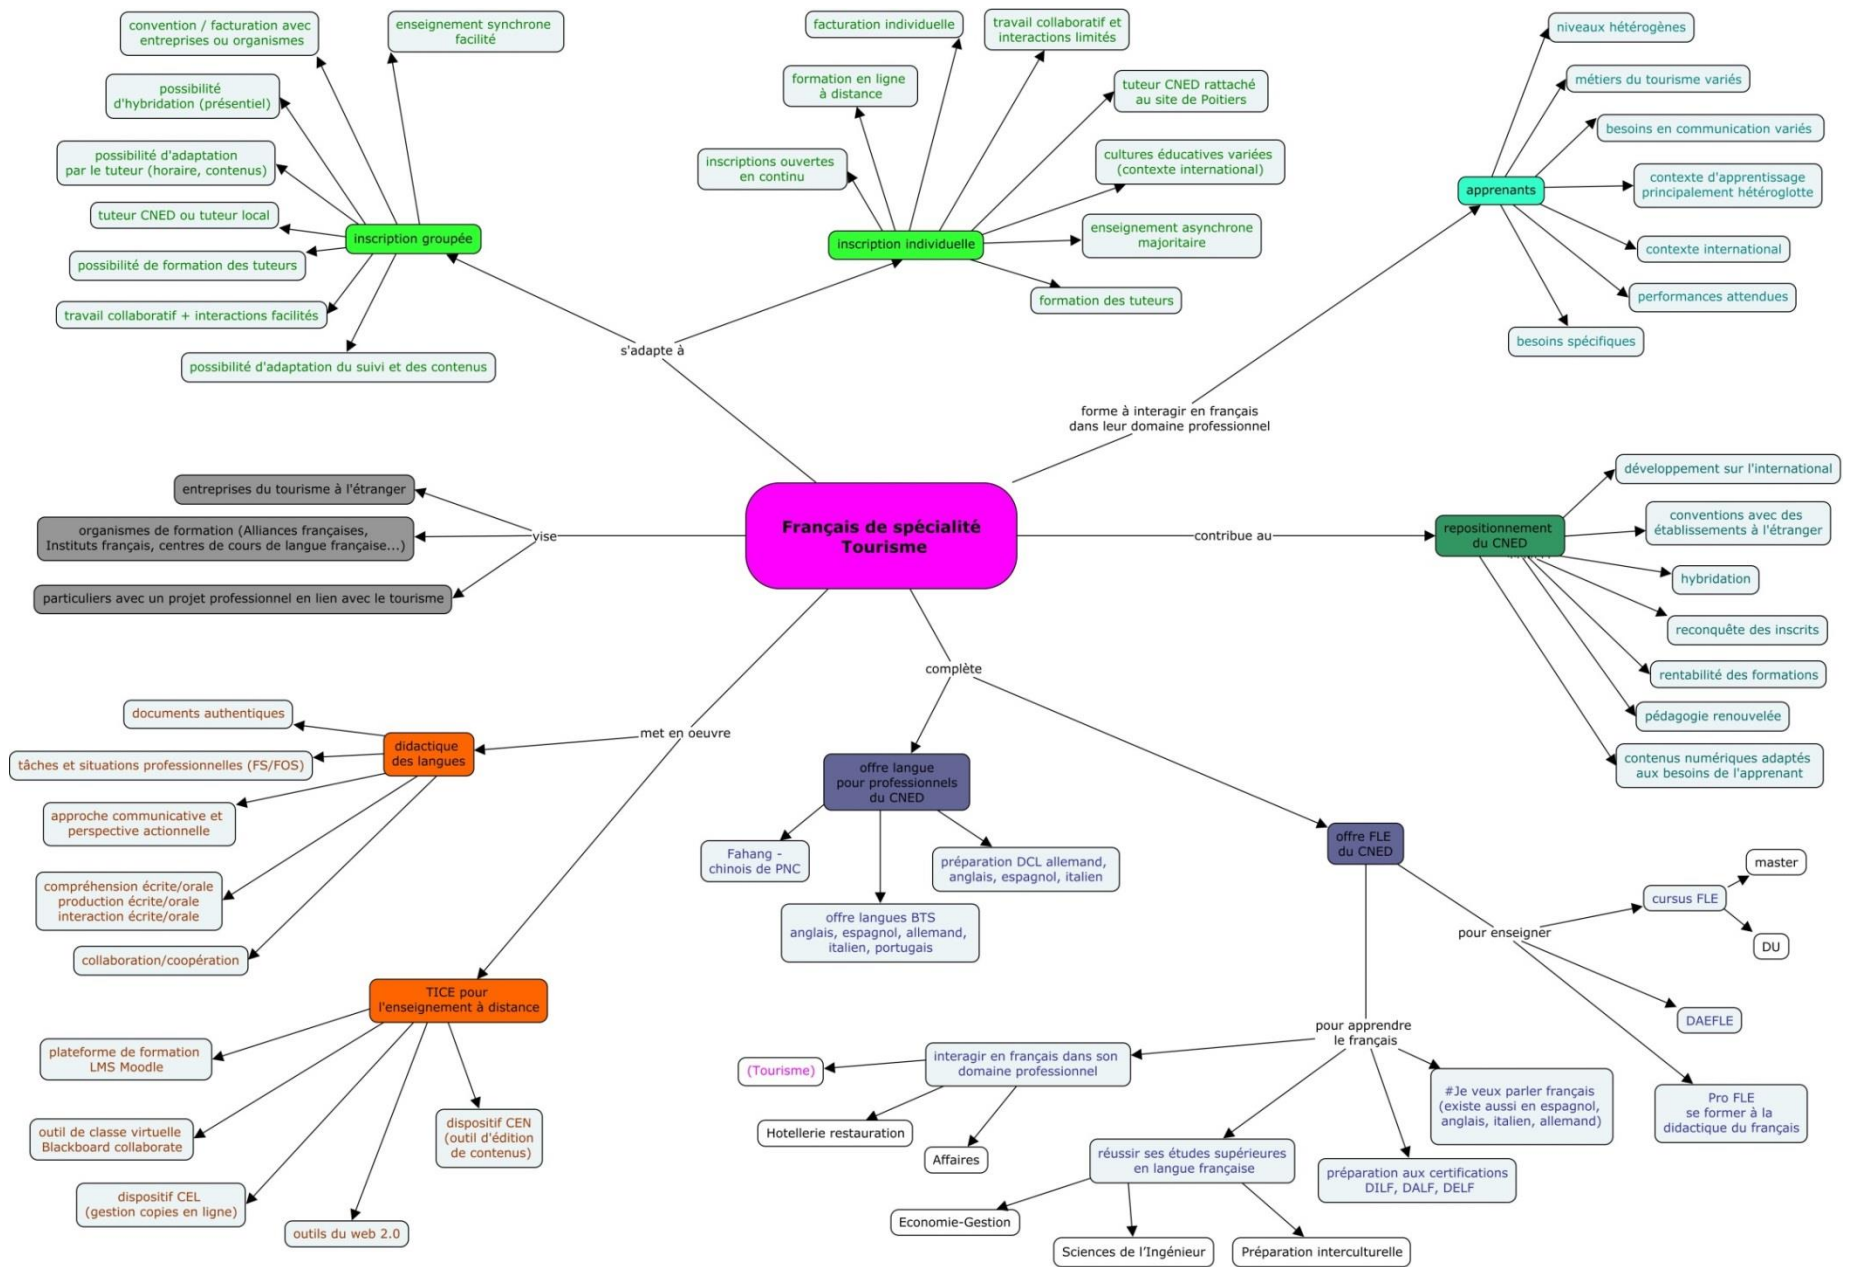 convention / facturation avec
entreprises ou organismes
enseignement synchrone
facilité
possibilité
d'hybridation (présentiel)
possibilité d'adaptation
par le tuteur (horaire, contenus)
tuteur CNED ou tuteur local
possibilité de formation des tuteurs
travail collaboratif + interactions facilités
possibilité d'adaptation du suivi et des contenus
inscription groupée
facturation individuelle
travail collaboratif et
interactions limités
formation en ligne
à distance
tuteur CNED rattaché
au site de Poitiers
inscriptions ouvertes
en continu
cultures éducatives variées
(contexte international)
enseignement asynchrone
majoritaire
formation des tuteurs
inscription individuelle
s'adapte à
niveaux hétérogènes
métiers du tourisme variés
besoins en communication variés
contexte d'apprentissage
principalement hétéroglotte
contexte international
performances attendues
besoins spécifiques
apprenants
forme à interagir en français
dans leur domaine professionnel
entreprises du tourisme à l'étranger
organismes de formation (Alliances françaises,
Instituts français, centres de cours de langue française...)
particuliers avec un projet professionnel en lien avec le tourisme
vise
Français de spécialité
Tourisme
contribue au
repositionnement
du CNED
développement sur l'international
conventions avec des
établissements à l'étranger
hybridation
reconquête des inscrits
rentabilité des formations
pédagogie renouvelée
contenus numériques adaptés
aux besoins de l'apprenant
complète
met en oeuvre
documents authentiques
tâches et situations professionnelles (FS/FOS)
approche communicative et
perspective actionnelle
compréhension écrite/orale
production écrite/orale
interaction écrite/orale
collaboration/coopération
didactique
des langues
TICE pour
l'enseignement à distance
plateforme de formation
LMS Moodle
outil de classe virtuelle
Blackboard collaborate
dispositif CEL
(gestion copies en ligne)
outils du web 2.0
dispositif CEN
(outil d'édition
de contenus)
offre langue
pour professionnels
du CNED
Fahang -
chinois de PNC
offre langues BTS
anglais, espagnol, allemand,
italien, portugais
préparation DCL allemand,
anglais, espagnol, italien
offre FLE
du CNED
pour enseigner
cursus FLE
master
DU
DAEFLE
Pro FLE
se former à la
didactique du français
pour apprendre
le français
interagir en français dans son
domaine professionnel
(Tourisme)
Hotellerie restauration
Affaires
réussir ses études supérieures
en langue française
Economie-Gestion
Sciences de l'Ingénieur
Préparation interculturelle
préparation aux certifications
DILF, DALF, DELF
#Je veux parler français
(existe aussi en espagnol,
anglais, italien, allemand)